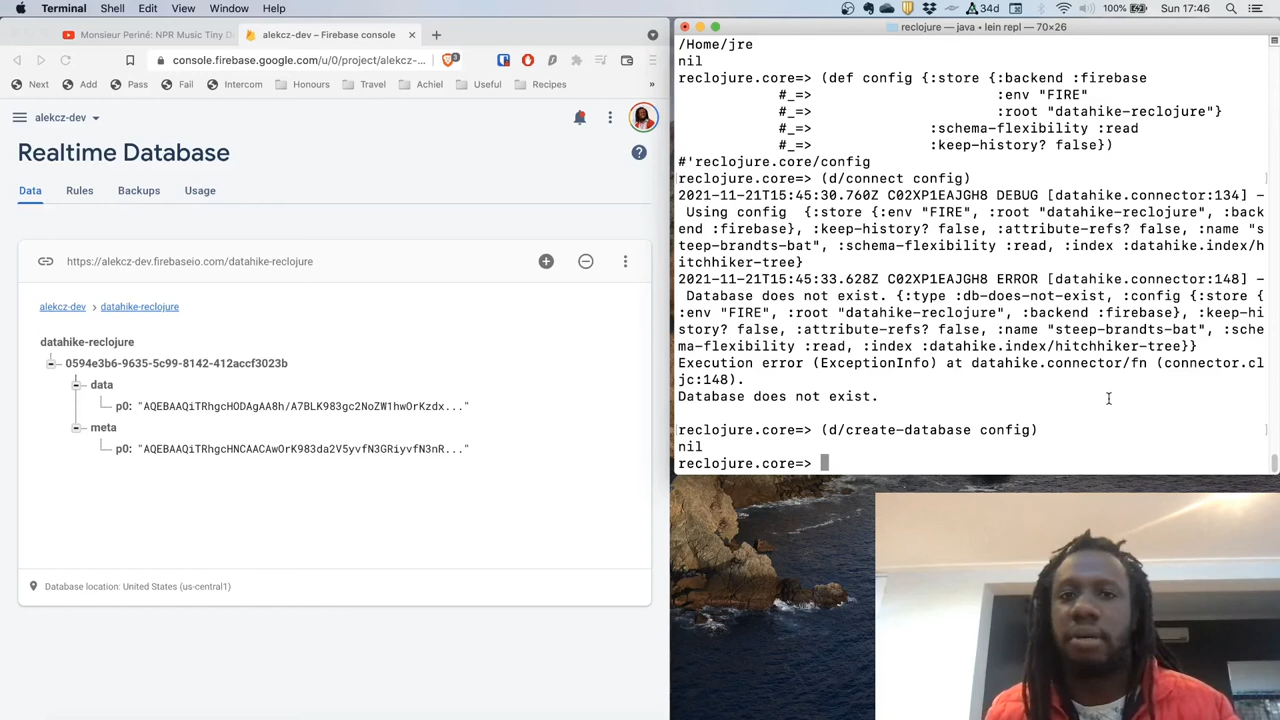 Terminal Shell Edit View Window Help
34d
100%
Sun 17:46
Monsieur Periné: NPR Music Tiny D
alekcz-dev – Firebase console
console.firebase.google.com/u/0/project/alekcz-...
3
Next Add Pass Fail Intercom Honours Travel Achiel Useful Recipes »
alekcz-dev
Realtime Database
Data Rules Backups Usage
https://alekcz-dev.firebaseio.com/datahike-reclojure
alekcz-dev > datahike-reclojure
datahike-reclojure
0594e3b6-9635-5c99-8142-412accf3023b
data
p0: "AQEBAAQiTRhgcHODAgAA8h/A7BLK983gc2NoZW1hwOrKzdx..."
meta
p0: "AQEBAAQiTRhgcHNCAACAwOrK983da2V5yvfN3GRiyvfN3nR..."
Database location: United States (us-central1)
reclojure — java ‹ lein repl — 70×26
/Home/jre
nil
reclojure.core=> (def config {:store {:backend :firebase
#_=> :env "FIRE"
#_=> :root "datahike-reclojure"}
#_=> :schema-flexibility :read
#_=> :keep-history? false})
#'reclojure.core/config
reclojure.core=> (d/connect config)
2021-11-21T15:45:30.760Z C02XP1EAJGH8 DEBUG [datahike.connector:134] –
Using config {:store {:env "FIRE", :root "datahike-reclojure", :back
end :firebase}, :keep-history? false, :attribute-refs? false, :name "s
teep-brandts-bat", :schema-flexibility :read, :index :datahike.index/h
itchhiker-tree}
2021-11-21T15:45:33.628Z C02XP1EAJGH8 ERROR [datahike.connector:148] –
Database does not exist. {:type :db-does-not-exist, :config {:store {
:env "FIRE", :root "datahike-reclojure", :backend :firebase}, :keep-hi
story? false, :attribute-refs? false, :name "steep-brandts-bat", :sche
ma-flexibility :read, :index :datahike.index/hitchhiker-tree}}
Execution error (ExceptionInfo) at datahike.connector/fn (connector.cl
jc:148).
Database does not exist.
reclojure.core=> (d/create-database config)
nil
reclojure.core=>